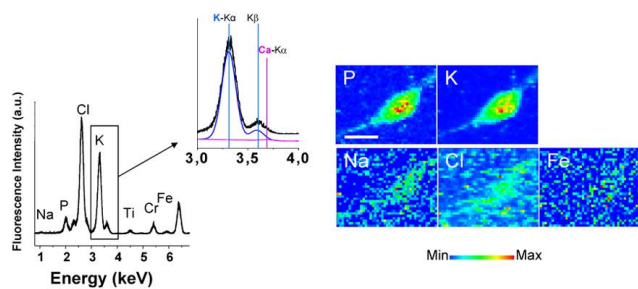 K-Kα Kβ
Ca-Kα
Cl
K
P
Na
Ti
Cr
Fe
3,0 3,5 4,0
1 2 3 4 5 6
Energy (keV)
Fluorescence Intensity (a.u.)
P K
Na Cl Fe
Min Max